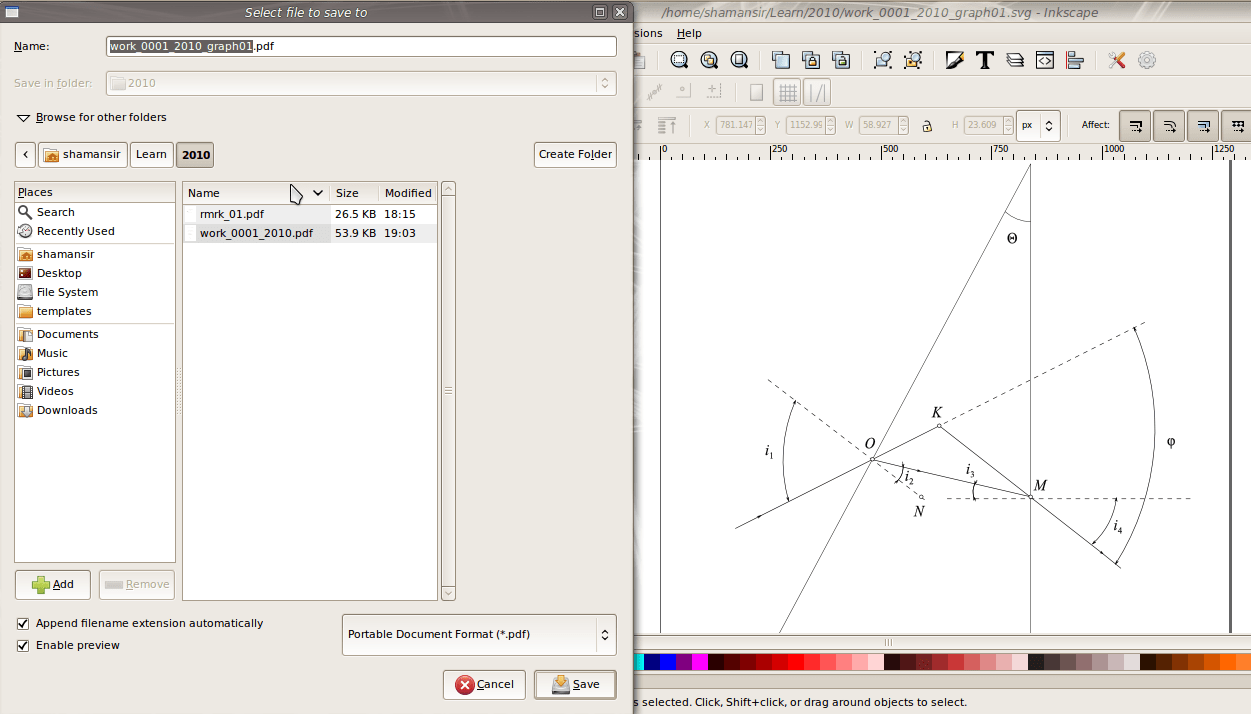 Select file to save to
Name:
work_0001_2010_graph01.pdf
Save in folder:
2010
Browse for other folders
shamansir
Learn
2010
Create Folder
Places
Search
Recently Used
shamansir
Desktop
File System
templates
Documents
Music
Pictures
Videos
Downloads
Name
Size
Modified
rmrk_01.pdf 26.5 KB 18:15
work_0001_2010.pdf 53.9 KB 19:03
Add
Remove
Append filename extension automatically
Enable preview
Portable Document Format (*.pdf)
Cancel
Save
/home/shamansir/Learn/2010/work_0001_2010_graph01.svg - Inkscape
sions Help
X 781.147 Y 1152.99 W 58.927 H 23.609 px Affect:
0 250 500 750 1000 1250
Θ
K
O
i1
i2
i3
M
φ
N
i4
s selected. Click, Shift+click, or drag around objects to select.